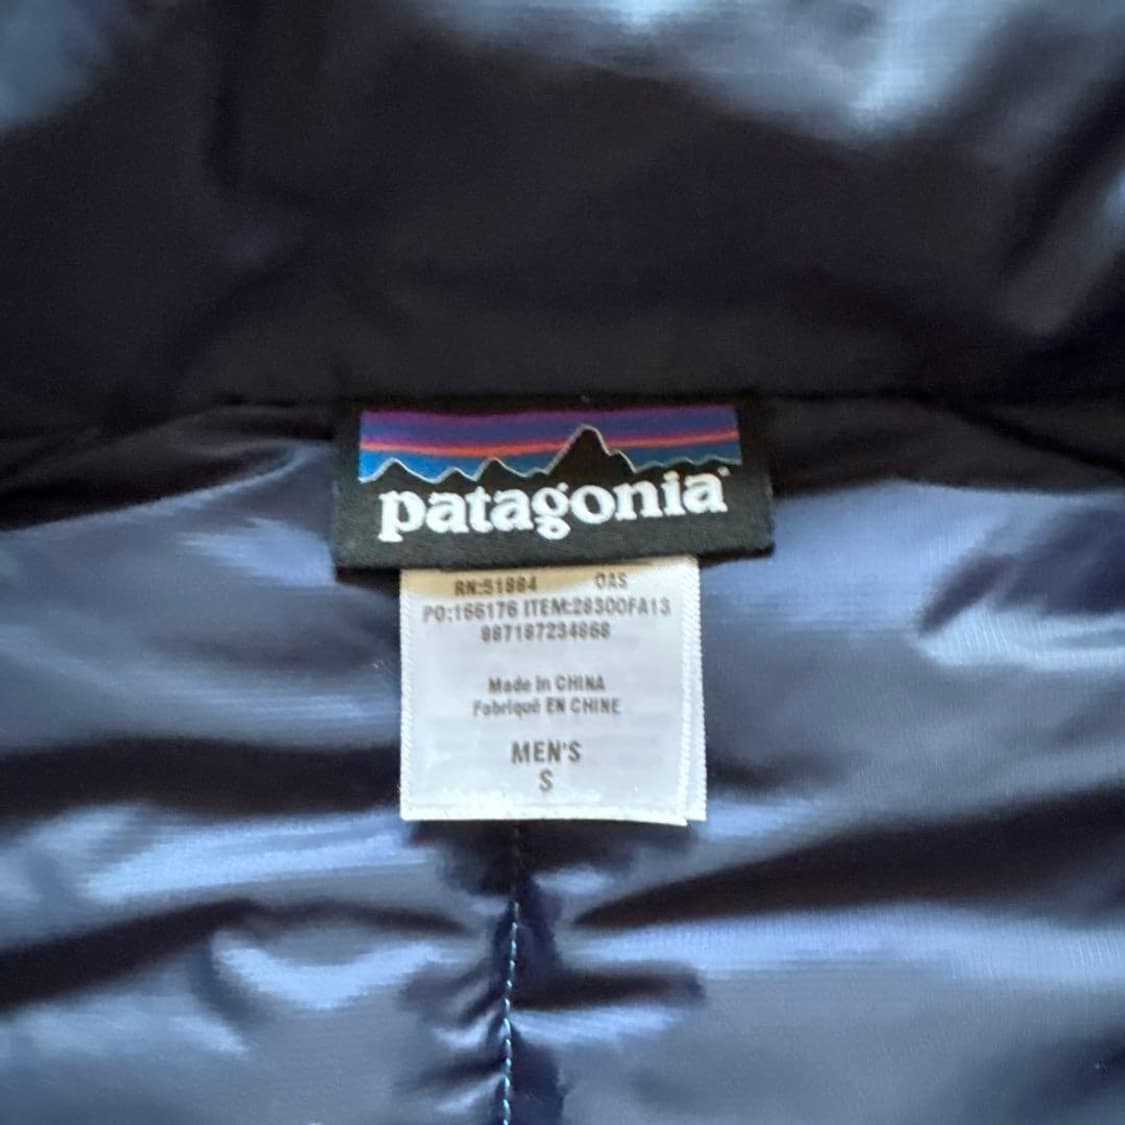 patagonia
RN:51884 OAS
PO:166176 ITEM:28300FA13
887187234868
Made in CHINA
Fabriqué EN CHINE
MEN'S
S